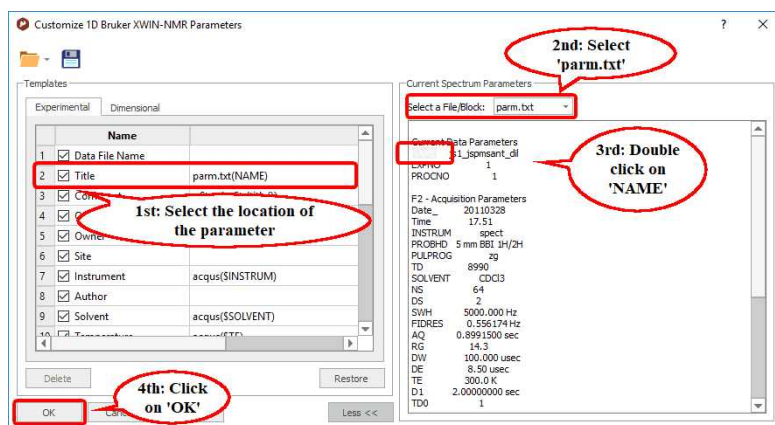 Customize 1D Bruker XWIN-NMR Parameters
? X
2nd: Select
'parm.txt'
Templates
Experimental Dimensional
Name
1 Data File Name
2 Title parm.txt(NAME)
3
4
5 Owner
6 Site
7 Instrument acqus($INSTRUM)
8 Author
9 Solvent acqus($SOLVENT)
10 Temperature acqus($TE)
1st: Select the location of
the parameter
Delete Restore
4th: Click
on 'OK'
OK Less <<
Current Spectrum Parameters
Select a File/Block: parm.txt
Current Data Parameters
js1_jspmsant_dil
EXPNO 1
PROCNO 1
3rd: Double
click on
'NAME'
F2 - Acquisition Parameters
Date_ 20110328
Time 17.51
INSTRUM spect
PROBHD 5 mm BBI 1H/2H
PULPROG zg
TD 8990
SOLVENT CDCl3
NS 64
DS 2
SWH 5000.000 Hz
FIDRES 0.556174 Hz
AQ 0.8991500 sec
RG 14.3
DW 100.000 usec
DE 8.50 usec
TE 300.0 K
D1 2.00000000 sec
TD0 1